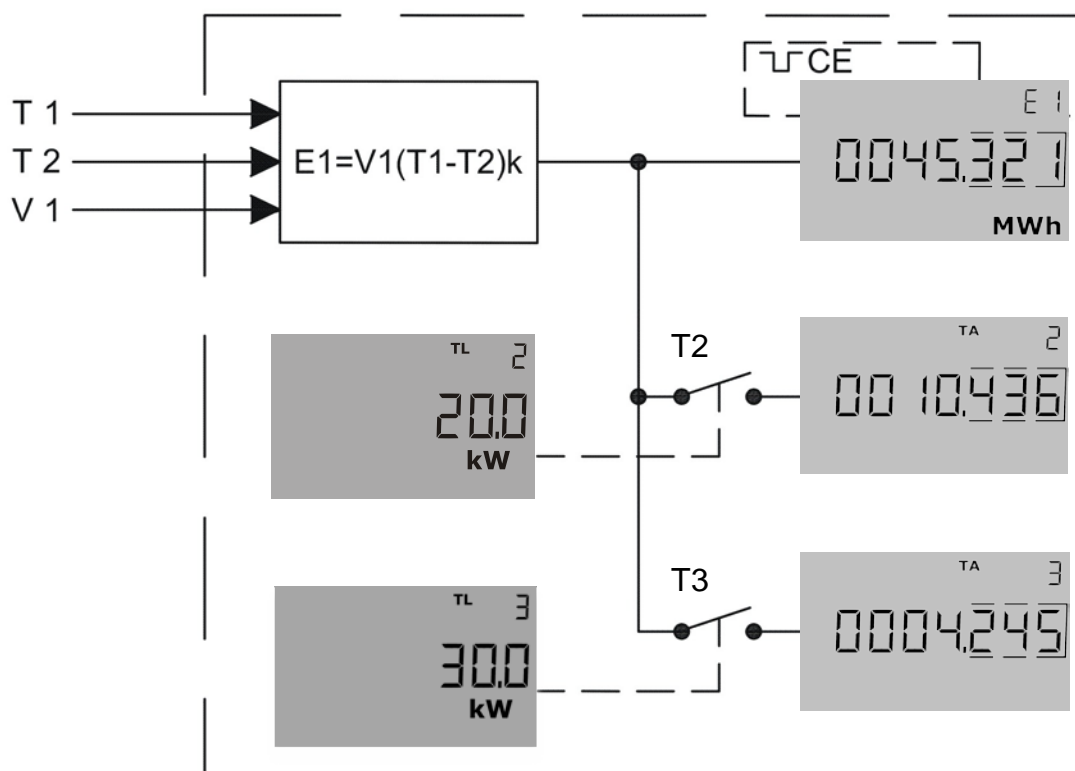 CE
T 1
T 2
V 1
E1=V1(T1-T2)k
E 1
0045.321
MWh
TL 2
20.0
kW
T2
TA 2
0010.436
TL 3
30.0
kW
T3
TA 3
0004.245